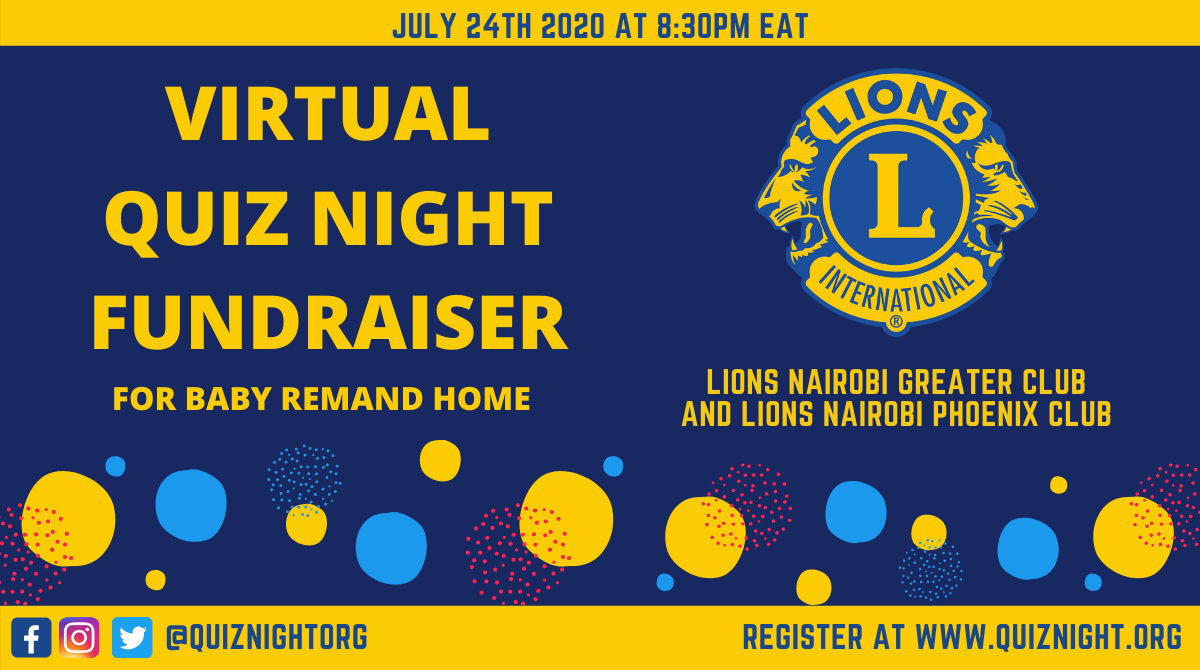 JULY 24TH 2020 AT 8:30PM EAT
VIRTUAL
QUIZ NIGHT
FUNDRAISER
FOR BABY REMAND HOME
LIONS
L
INTERNATIONAL
®
LIONS NAIROBI GREATER CLUB
AND LIONS NAIROBI PHOENIX CLUB
@QUIZNIGHTORG
REGISTER AT WWW.QUIZNIGHT.ORG